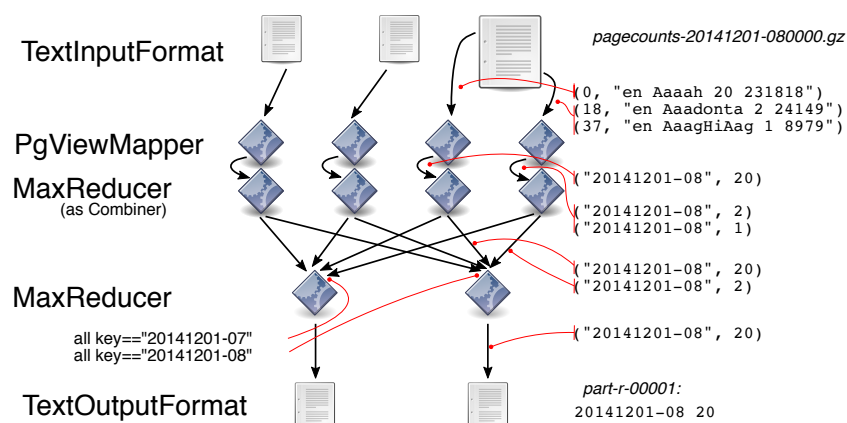 TextInputFormat
pagecounts-20141201-080000.gz
(0, "en Aaaah 20 231818")
(18, "en Aaadonta 2 24149")
(37, "en AaagHiAag 1 8979")
PgViewMapper
MaxReducer
(as Combiner)
("20141201-08", 20)
("20141201-08", 2)
("20141201-08", 1)
("20141201-08", 20)
("20141201-08", 2)
MaxReducer
all key=="20141201-07"
all key=="20141201-08"
("20141201-08", 20)
TextOutputFormat
part-r-00001:
20141201-08 20